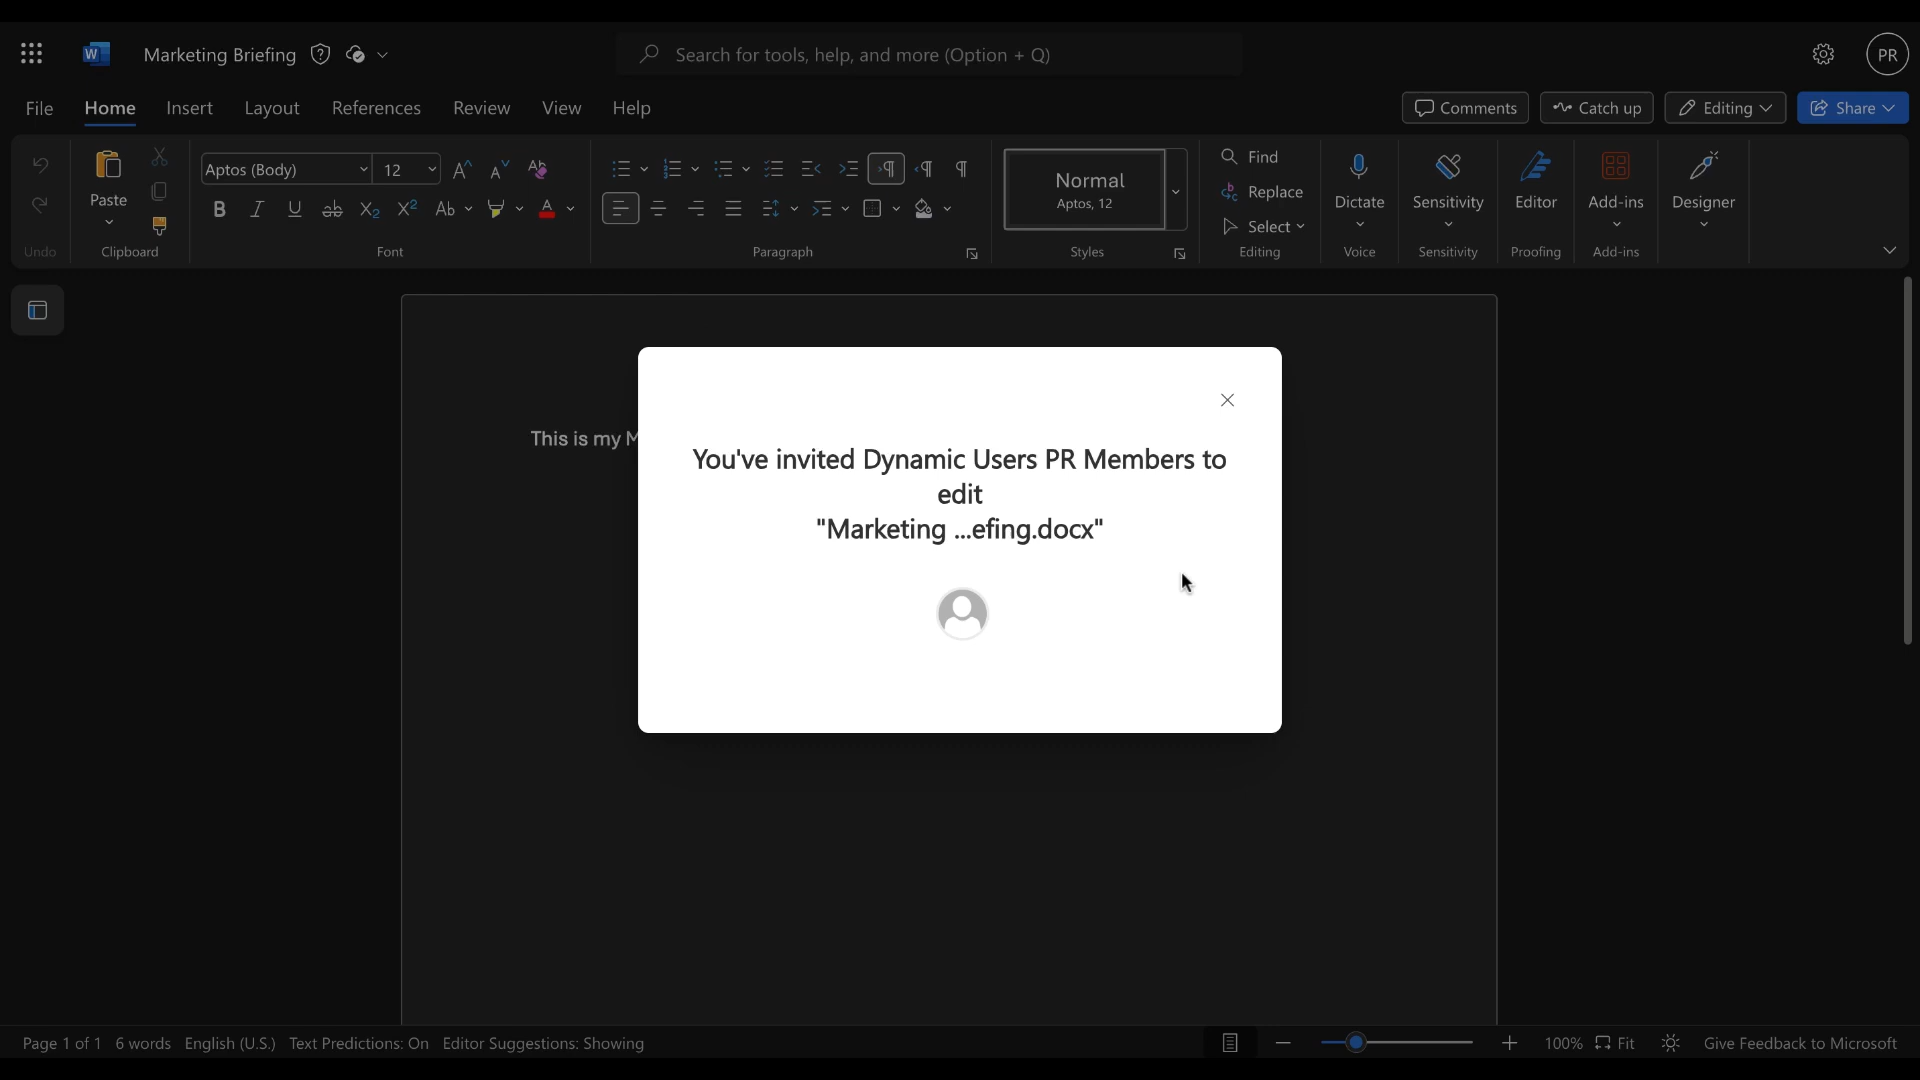 W
Marketing Briefing
Search for tools, help, and more (Option + Q)
PR
File Home Insert Layout References Review View Help
Comments Catch up Editing Share
Paste
Clipboard
Undo
Aptos (Body) 12
Font
Paragraph
Normal
Aptos, 12
Styles
Find
Replace
Select
Editing
Dictate
Voice
Sensitivity
Sensitivity
Editor
Proofing
Add-ins
Add-ins
Designer
This is my
You've invited Dynamic Users PR Members to
edit
"Marketing ...efing.docx"
Page 1 of 1 6 words English (U.S.) Text Predictions: On Editor Suggestions: Showing
100% Fit Give Feedback to Microsoft